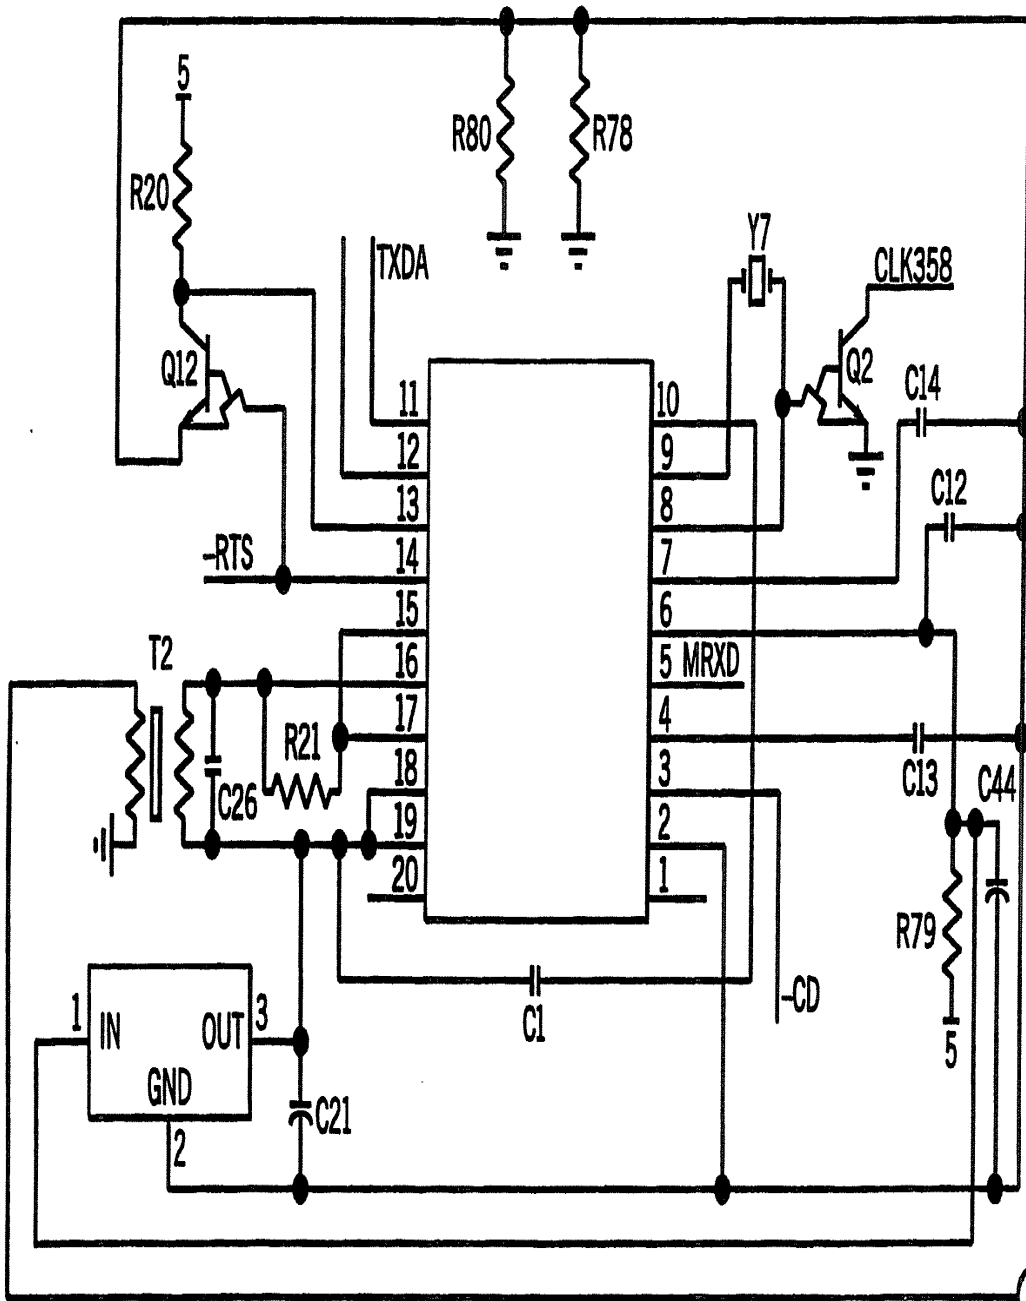 5
R80
R78
R20
Y7
TXDA
CLK358
Q12
Q2
11
10
C14
12
9
C12
13
8
-RTS
14
7
15
6
T2
16
5
MRXD
17
4
R21
18
3
C13
C44
C26
19
2
20
1
R79
-CD
1
IN
OUT
3
C1
5
GND
C21
2